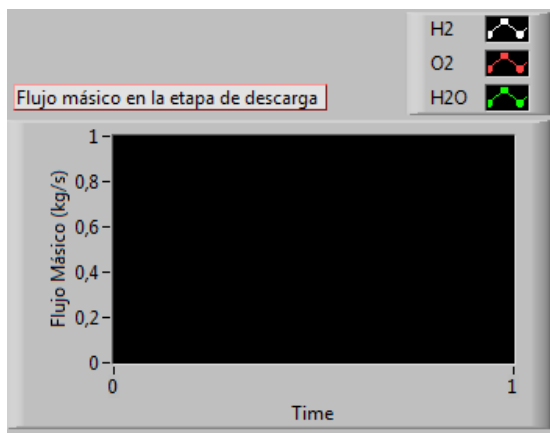 H2
O2
H2O
Flujo másico en la etapa de descarga
1
0,8
0,6
0,4
0,2
0
Flujo Másico (kg/s)
0
1
Time